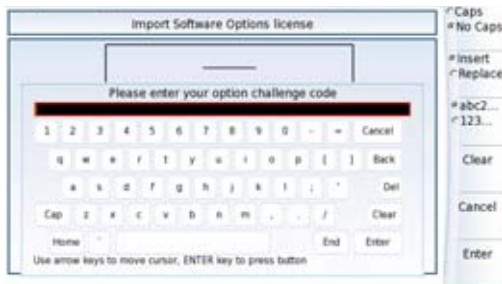 Import Software Options license
Please enter your option challenge code
1 2 3 4 5 6 7 8 9 0 - = Cancel
q w e r t y u i o p [ ] Back
a s d f g h j k l ; ' Del
Cap z x c v b n m , . / Clear
Home ` End Enter
Use arrow keys to move cursor, ENTER key to press button
Caps
No Caps
Insert
Replace
abc2...
123...
Clear
Cancel
Enter